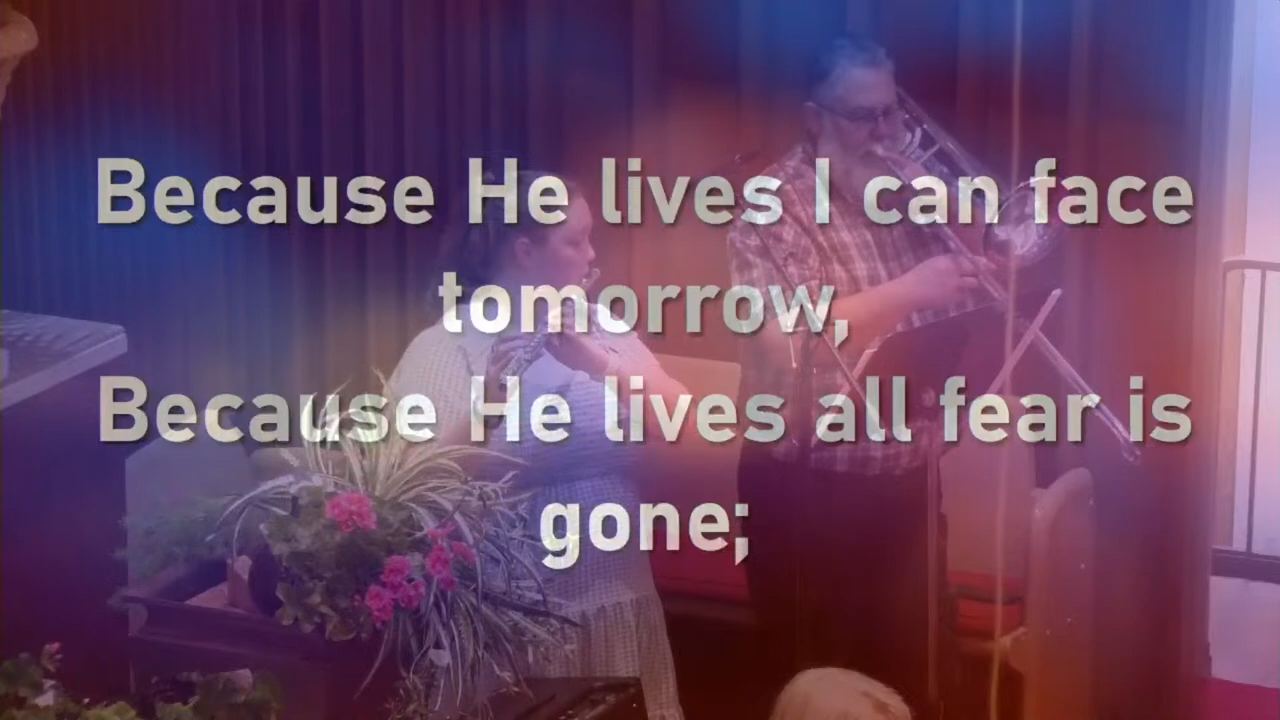 Because He lives I can face
tomorrow,
Because He lives all fear is
gone;